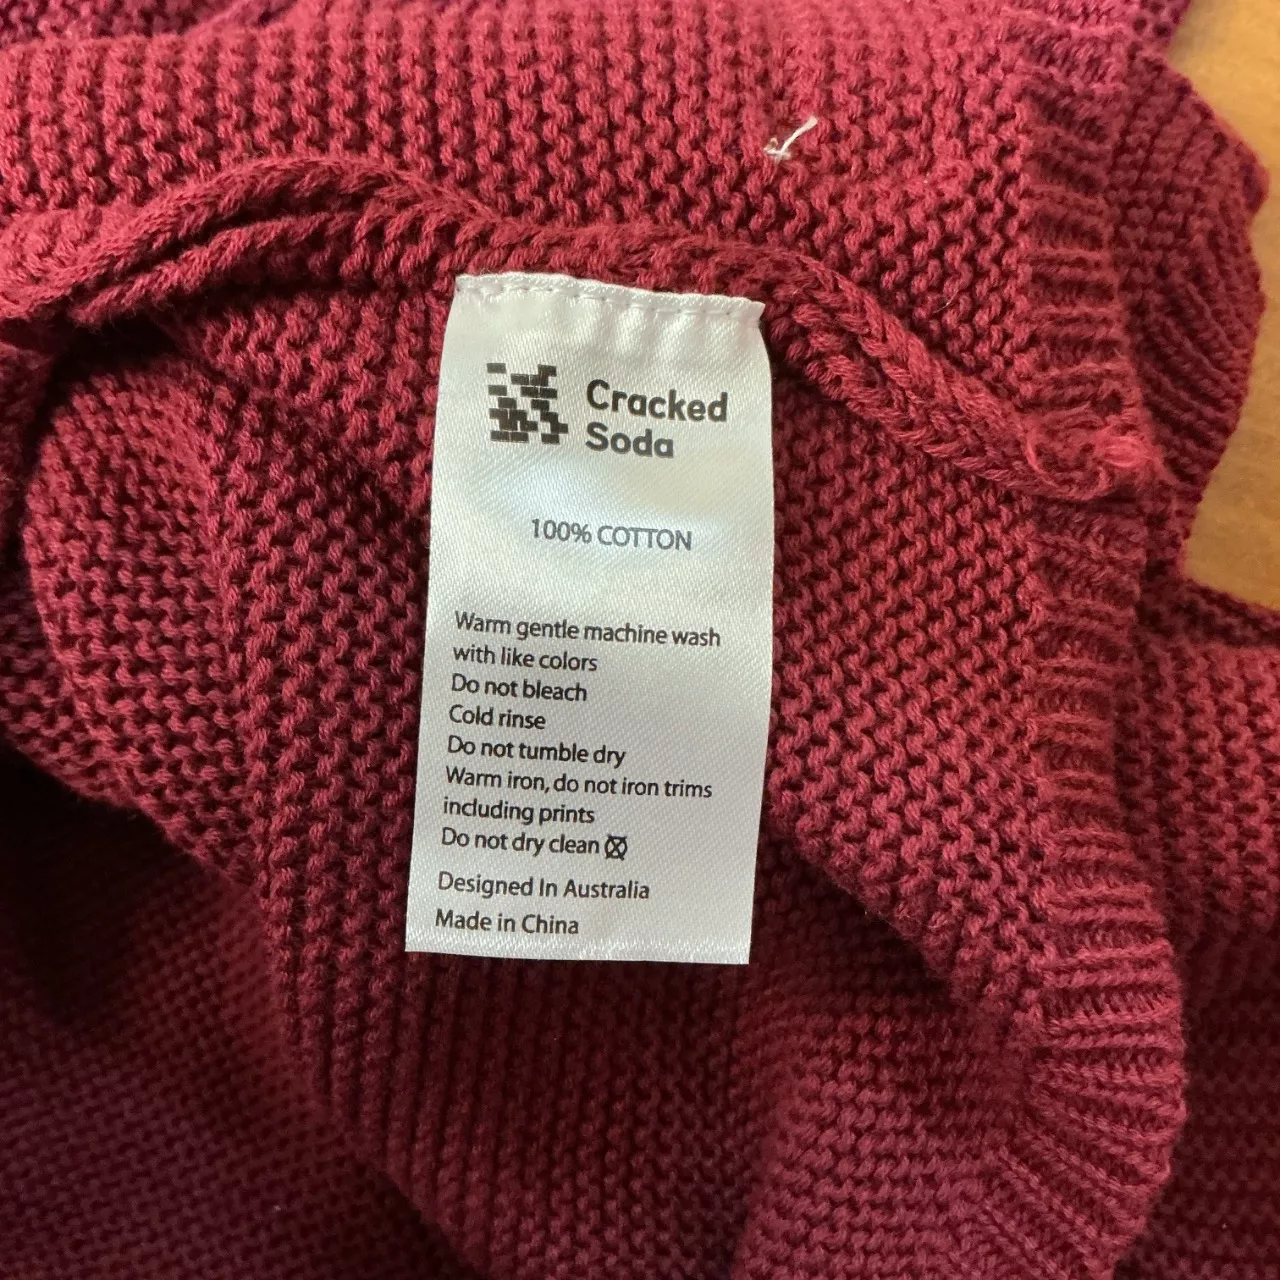 Cracked
Soda
100% COTTON
Warm gentle machine wash
with like colors
Do not bleach
Cold rinse
Do not tumble dry
Warm iron, do not iron trims
including prints
Do not dry clean
Designed In Australia
Made in China